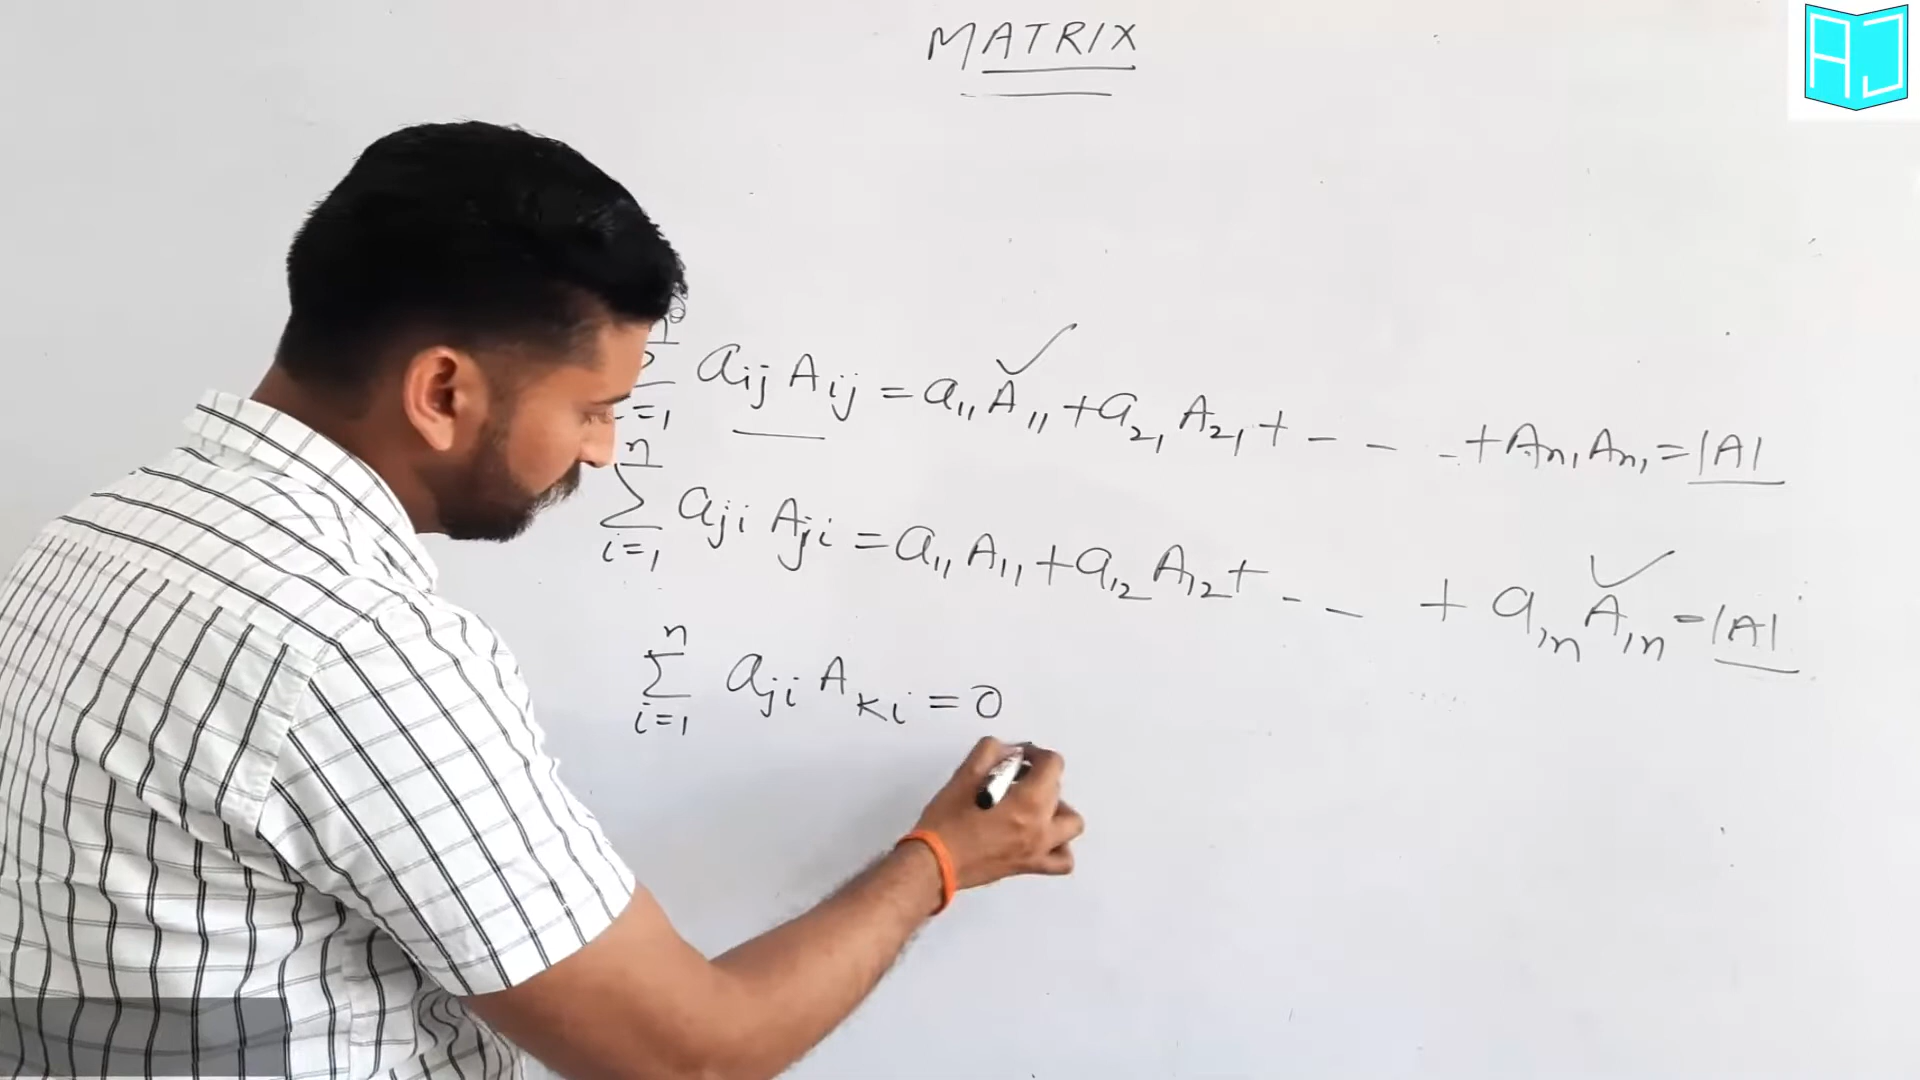 MATRIX
AJ
∑ i=1 aij Aij = a11 A11 + a21 A21 + - - - + An1 An1 = |A|
n ∑ i=1 aji Aji = a11 A11 + a12 A12 + - - + a1n A1n = |A|
n ∑ i=1 aji Aki = 0